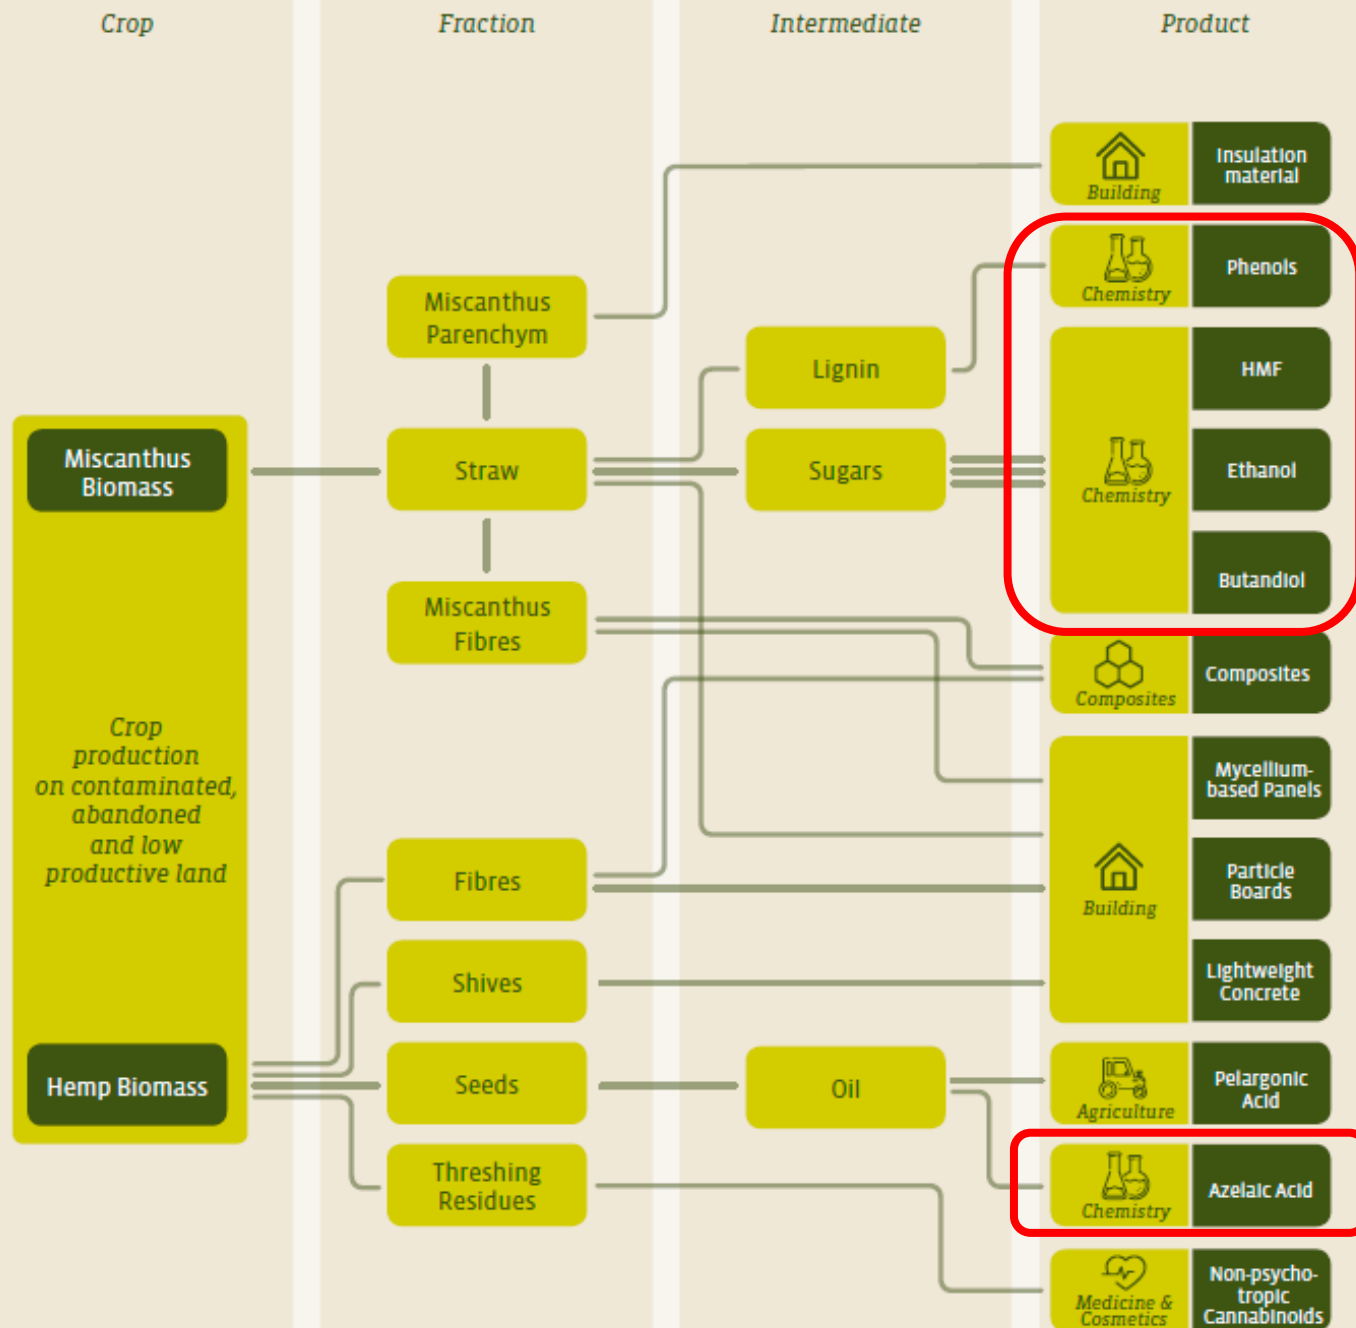 Crop
Fraction
Intermediate
Product
Insulation
material
Building
Phenols
Chemistry
Miscanthus
Parenchym
Lignin
HMF
Miscanthus
Biomass
Straw
Sugars
Chemistry
Ethanol
Butandiol
Miscanthus
Fibres
Composites
Composites
Crop
production
on contaminated,
abandoned
and low
productive land
Mycellium-
based Panels
Fibres
Building
Particle
Boards
Shives
Lightweight
Concrete
Hemp Biomass
Seeds
Oil
Agriculture
Pelargonic
Acid
Threshing
Residues
Chemistry
Azelaic Acid
Medicine &
Cosmetics
Non-psycho-
tropic
Cannabinoids